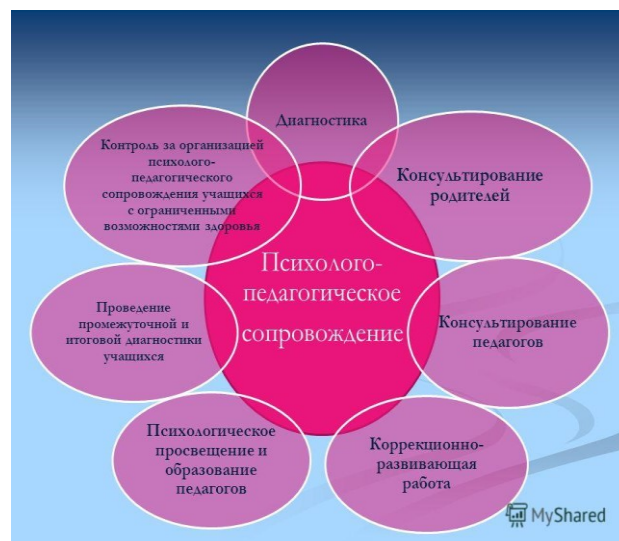 Диагностика
Контроль за организацией
психолого-
педагогического
сопровождения учащихся
с ограниченными
возможностями здоровья
Консультирование
родителей
Психолого-
педагогическое
сопровождение
Проведение
промежуточной и
итоговой диагностики
учащихся
Консультирование
педагогов
Психологическое
просвещение и
образование
педагогов
Коррекционно-
развивающая
работа
MyShared